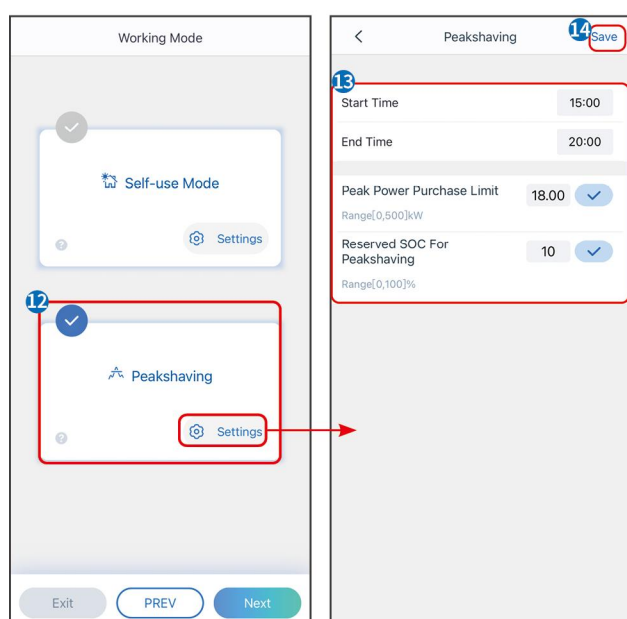 Working Mode
Self-use Mode
?
Settings
12
Peakshaving
?
Settings
Exit
PREV
Next
Peakshaving
14
Save
13
Start Time
15:00
End Time
20:00
Peak Power Purchase Limit
18.00
Range[0,500]kW
Reserved SOC For
Peakshaving
10
Range[0,100]%